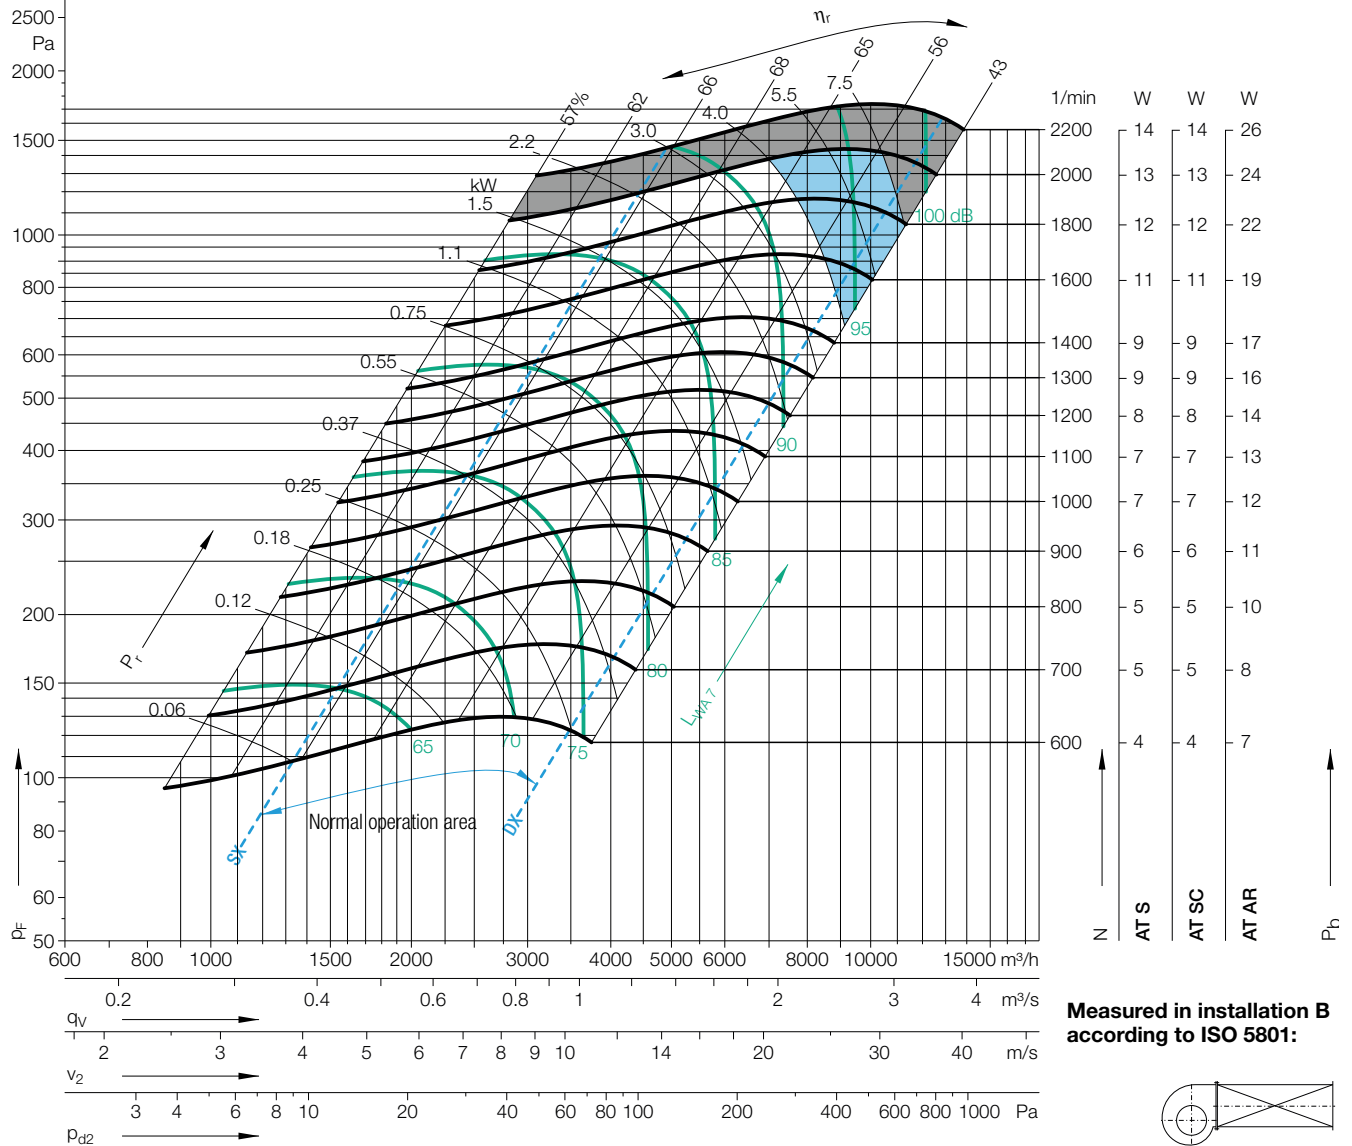 2500
Pa
2000
1500
1000
800
600
500
400
300
200
150
100
80
60
50
pF
ηr
57%
62
66
68
65
56
43
kW
7.5
5.5
4.0
3.0
2.2
1.5
1.1
0.75
0.55
0.37
0.25
0.18
0.12
0.06
Pr
100 dB
95
90
85
80
75
70
65
LWA 7
Normal operation area
SX
DX
1/min W W W
2200 14 14 26
2000 13 13 24
1800 12 12 22
1600 11 11 19
1400 9 9 17
1300 9 9 16
1200 8 8 14
1100 7 7 13
1000 7 7 12
900 6 6 11
800 5 5 10
700 5 5 8
600 4 4 7
N AT S AT SC AT AR Pb
600 800 1000 1500 2000 3000 4000 5000 6000 8000 10000 15000 m³/h
0.2 0.4 0.6 0.8 1 2 3 4 m³/s
qV
2 3 4 5 6 7 8 9 10 14 20 30 40 m/s
v2
3 4 6 8 10 20 40 60 80 100 200 400 600 800 1000 Pa
pd2
Measured in installation B
according to ISO 5801: